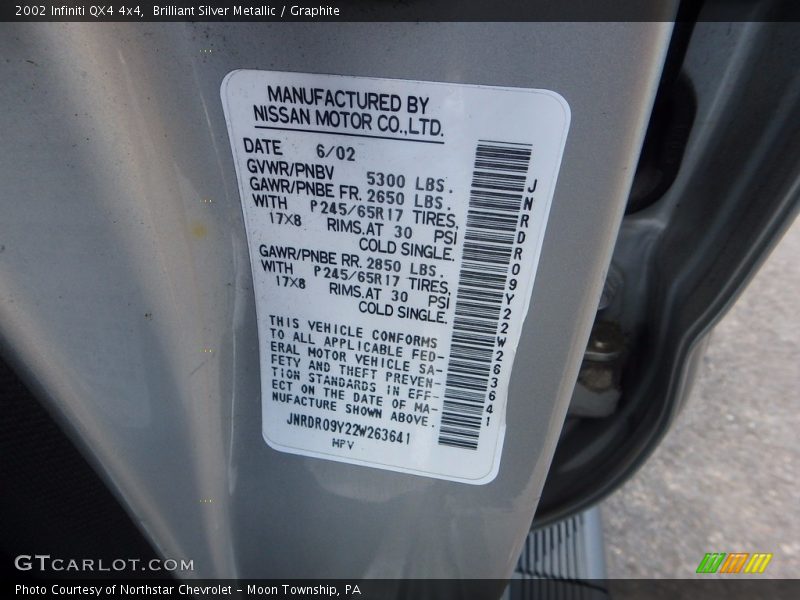 2002 Infiniti QX4 4x4, Brilliant Silver Metallic / Graphite
MANUFACTURED BY
NISSAN MOTOR CO.,LTD.
DATE 6/02
GVWR/PNBV 5300 LBS.
GAWR/PNBE FR. 2650 LBS.
WITH P245/65R17 TIRES,
17X8 RIMS.AT 30 PSI
COLD SINGLE.
GAWR/PNBE RR. 2850 LBS.
WITH P245/65R17 TIRES,
17X8 RIMS.AT 30 PSI
COLD SINGLE.
THIS VEHICLE CONFORMS
TO ALL APPLICABLE FED-
ERAL MOTOR VEHICLE SA-
FETY AND THEFT PREVEN-
TION STANDARDS IN EFF-
ECT ON THE DATE OF MA-
NUFACTURE SHOWN ABOVE.
JNRDR09Y22W263641
MPV
JNRDR09Y22W263641
GTCARLOT.COM
Photo Courtesy of Northstar Chevrolet - Moon Township, PA